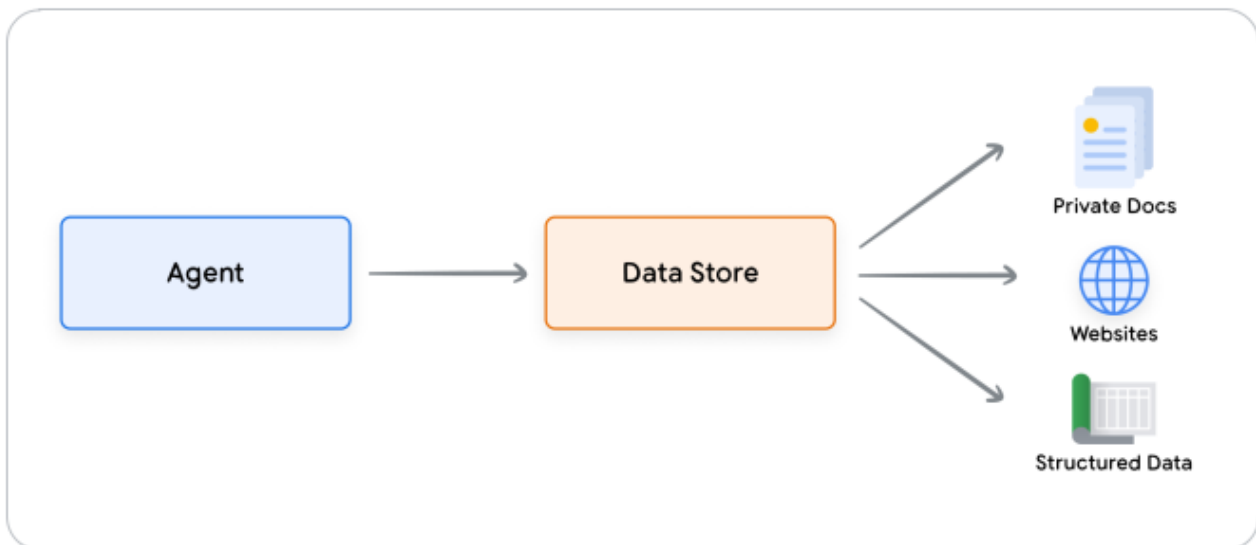 Agent
Data Store
Private Docs
Websites
Structured Data